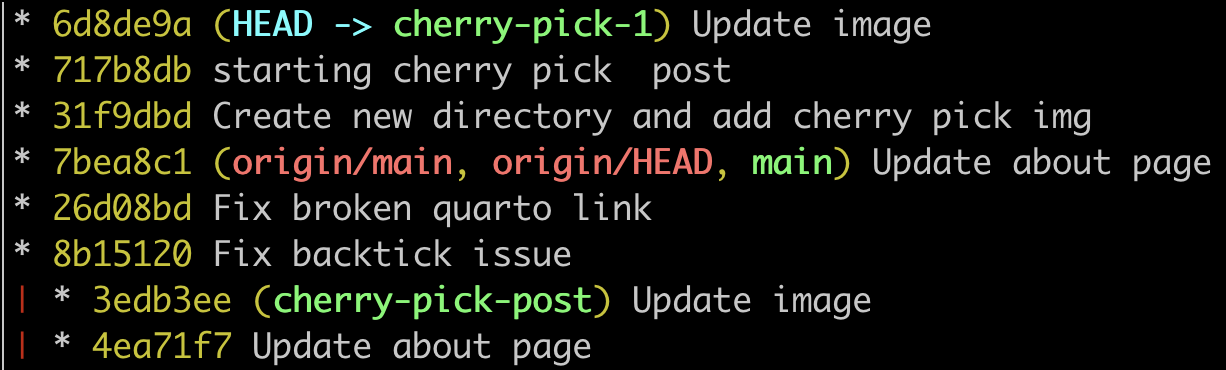 * 6d8de9a (HEAD -> cherry-pick-1) Update image
* 717b8db starting cherry pick  post
* 31f9dbd Create new directory and add cherry pick img
* 7bea8c1 (origin/main, origin/HEAD, main) Update about page
* 26d08bd Fix broken quarto link
* 8b15120 Fix backtick issue
| * 3edb3ee (cherry-pick-post) Update image
| * 4ea71f7 Update about page